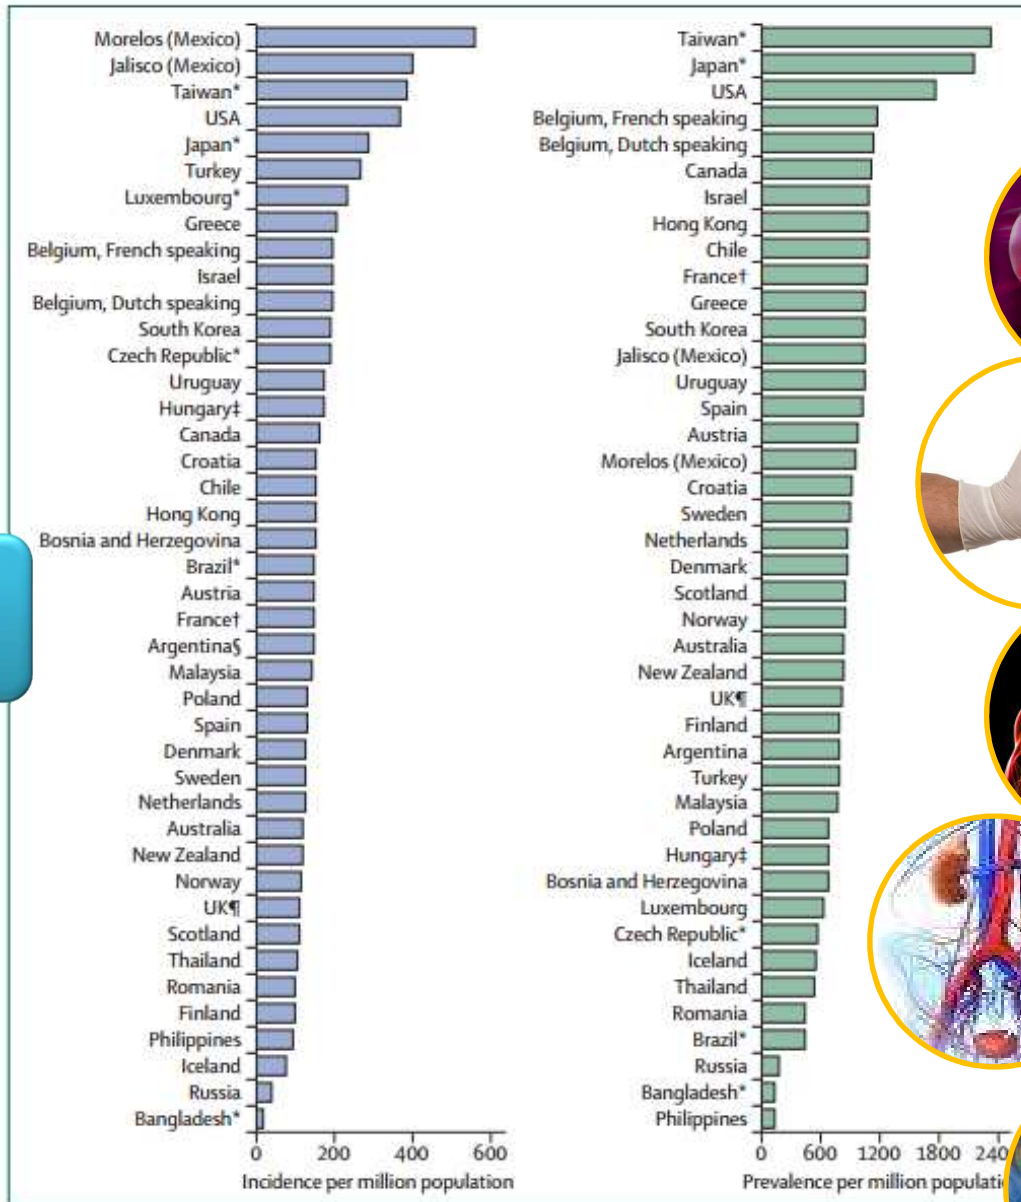 Morelos (Mexico)
Jalisco (Mexico)
Taiwan*
USA
Japan*
Turkey
Luxembourg*
Greece
Belgium, French speaking
Israel
Belgium, Dutch speaking
South Korea
Czech Republic*
Uruguay
Hungary‡
Canada
Croatia
Chile
Hong Kong
Bosnia and Herzegovina
Brazil*
Austria
France†
Argentina§
Malaysia
Poland
Spain
Denmark
Sweden
Netherlands
Australia
New Zealand
Norway
UK¶
Scotland
Thailand
Romania
Finland
Philippines
Iceland
Russia
Bangladesh*
0 200 400 600
Incidence per million population
Taiwan*
Japan*
USA
Belgium, French speaking
Belgium, Dutch speaking
Canada
Israel
Hong Kong
Chile
France†
Greece
South Korea
Jalisco (Mexico)
Uruguay
Spain
Austria
Morelos (Mexico)
Croatia
Sweden
Netherlands
Denmark
Scotland
Norway
Australia
New Zealand
UK¶
Finland
Argentina
Turkey
Malaysia
Poland
Hungary‡
Bosnia and Herzegovina
Luxembourg
Czech Republic*
Iceland
Thailand
Romania
Brazil*
Russia
Bangladesh*
Philippines
0 600 1200 1800 240
Prevalence per million